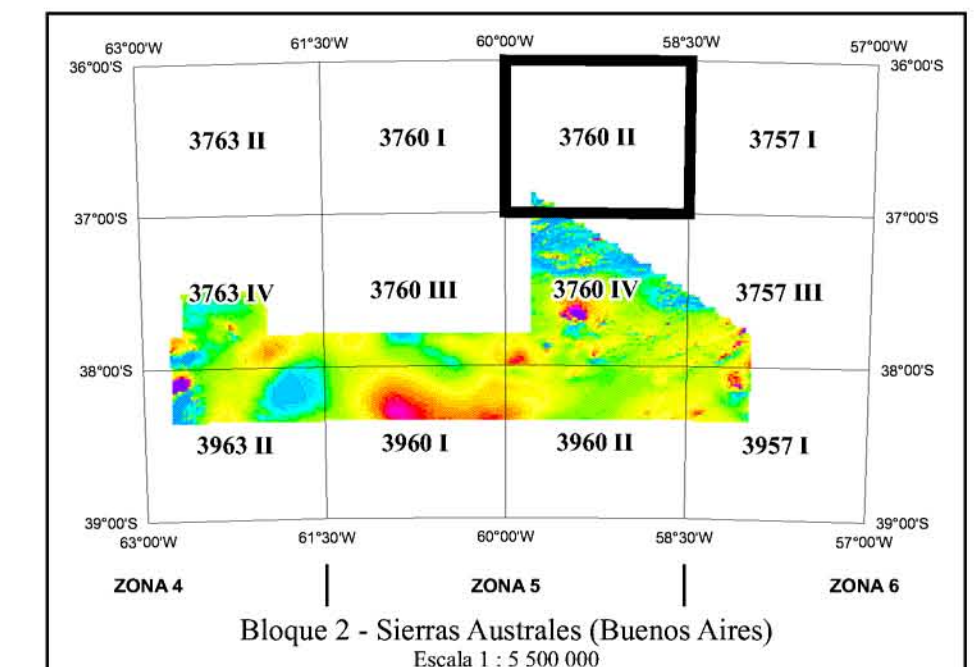 63°00'W 61°30'W 60°00'W 58°30'W 57°00'W
36°00'S 36°00'S
3763 II 3760 I 3760 II 3757 I
37°00'S 37°00'S
3763 IV 3760 III 3760 IV 3757 III
38°00'S 38°00'S
3963 II 3960 I 3960 II 3957 I
39°00'S 39°00'S
63°00'W 61°30'W 60°00'W 58°30'W 57°00'W
ZONA 4 ZONA 5 ZONA 6
Bloque 2 - Sierras Australes (Buenos Aires)
Escala 1 : 5 500 000